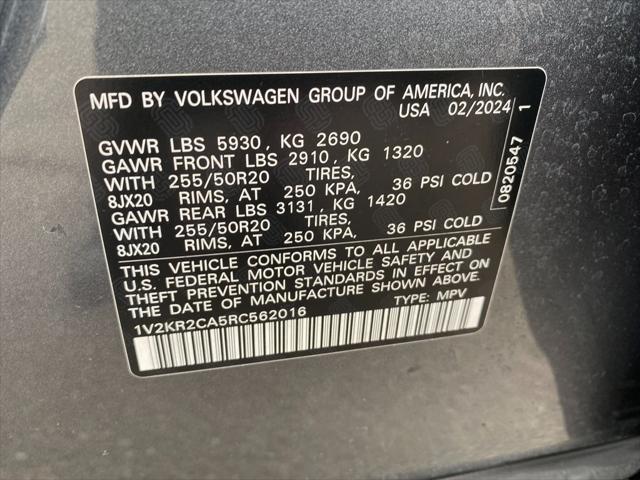 MFD BY VOLKSWAGEN GROUP OF AMERICA, INC.
USA 02/2024
GVWR LBS 5930, KG 2690
GAWR FRONT LBS 2910, KG 1320
WITH 255/50R20 TIRES,
8JX20 RIMS, AT 250 KPA, 36 PSI COLD
GAWR REAR LBS 3131, KG 1420
WITH 255/50R20 TIRES,
8JX20 RIMS, AT 250 KPA, 36 PSI COLD
THIS VEHICLE CONFORMS TO ALL APPLICABLE
U.S. FEDERAL MOTOR VEHICLE SAFETY AND
THEFT PREVENTION STANDARDS IN EFFECT ON
THE DATE OF MANUFACTURE SHOWN ABOVE.
1V2KR2CA5RC562016 TYPE: MPV
0820547 1